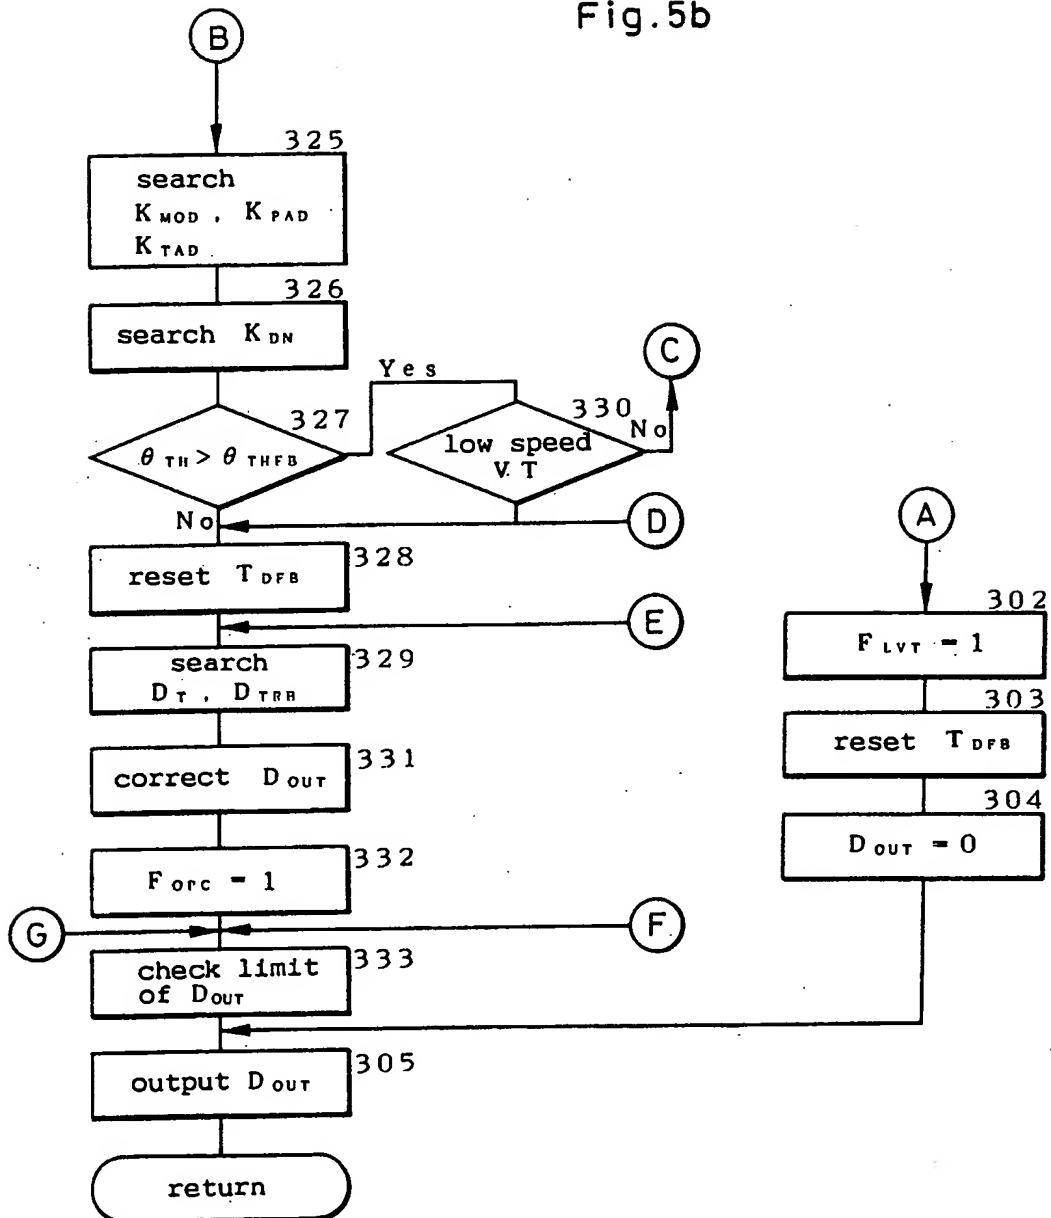 Fig.5b
B
325
search
K MOD , K PAD
K TAD
326
search K DN
C
Yes
327
θ TH > θ THFB
330
No
low speed
V.T
No
D
A
328
reset T DFB
302
F LVT = 1
E
329
search
D T , D TRB
303
reset T DFB
331
correct D OUT
304
D OUT = 0
332
F OPC = 1
G
F
333
check limit
of D OUT
305
output D OUT
return